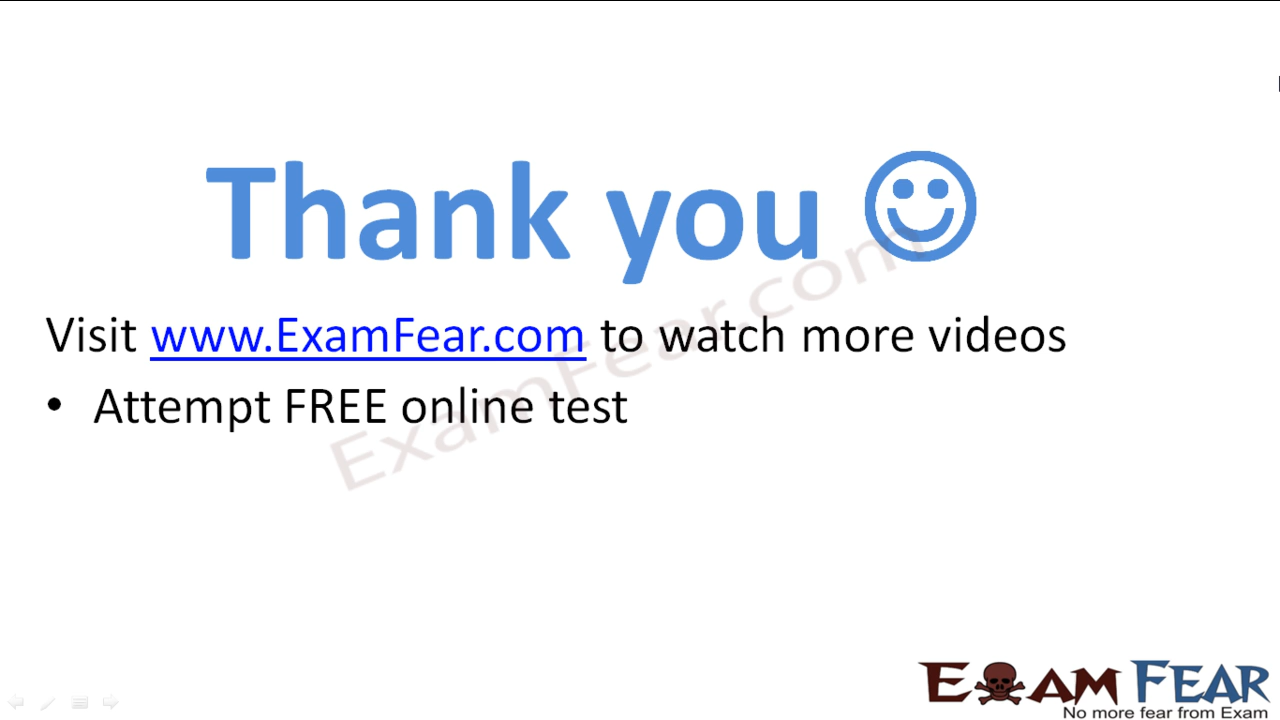 Thank you ☺
Visit www.ExamFear.com to watch more videos
• Attempt FREE online test
ExamFear.com
EXAM FEAR
No more fear from Exam